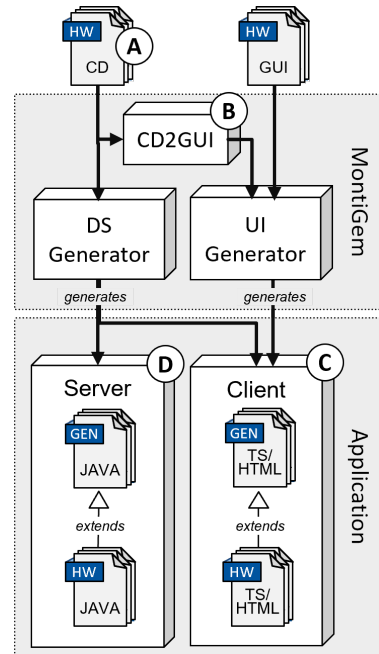 HW
A
CD
HW
GUI
B
CD2GUI
MontiGem
DS
Generator
UI
Generator
generates
generates
D
C
Server
Client
GEN
JAVA
GEN
TS/
HTML
extends
extends
HW
JAVA
HW
TS/
HTML
Application